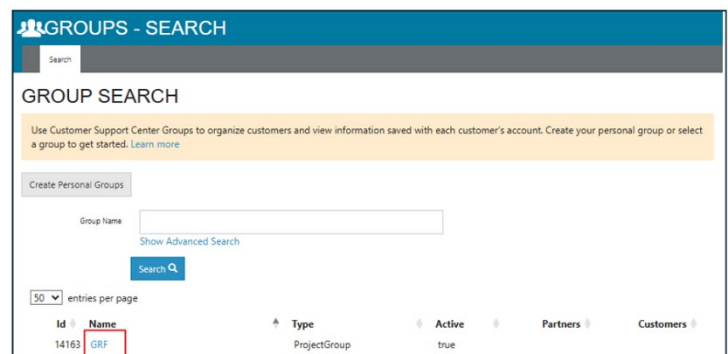 GROUPS - SEARCH
Search
GROUP SEARCH
Use Customer Support Center Groups to organize customers and view information saved with each customer's account. Create your personal group or select
a group to get started. Learn more
Create Personal Groups
Group Name
Show Advanced Search
Search
50 entries per page
Id Name Type Active Partners Customers
14163 GRF ProjectGroup true